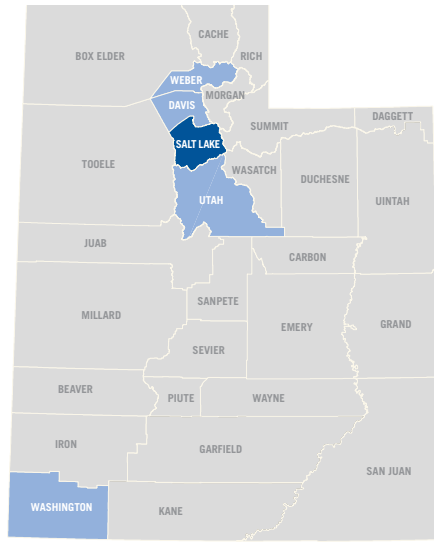 CACHE
BOX ELDER
RICH
WEBER
MORGAN
DAVIS
DAGGETT
SUMMIT
SALT LAKE
TOOELE
WASATCH
DUCHESNE
UTAH
UINTAH
JUAB
CARBON
SANPETE
MILLARD
EMERY
GRAND
SEVIER
BEAVER
PIUTE
WAYNE
IRON
GARFIELD
SAN JUAN
WASHINGTON
KANE